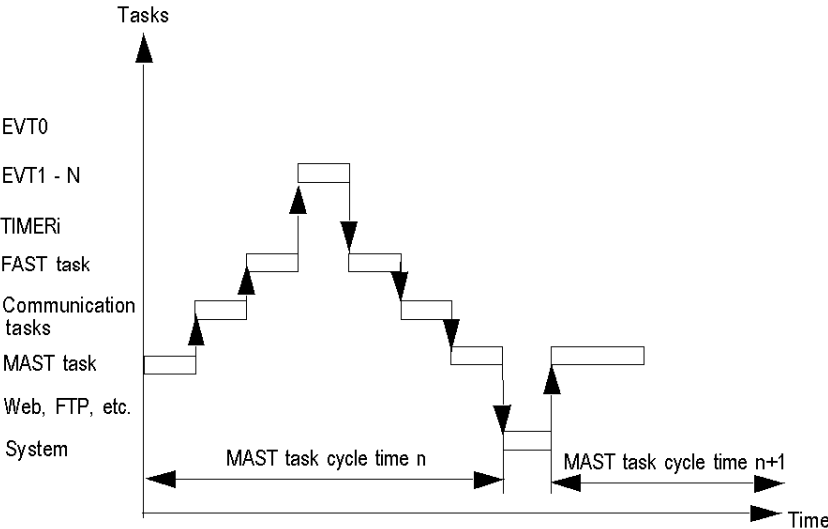 Tasks
EVT0
EVT1 - N
TIMERi
FAST task
Communication
tasks
MAST task
Web, FTP, etc.
System
MAST task cycle time n
MAST task cycle time n+1
Time